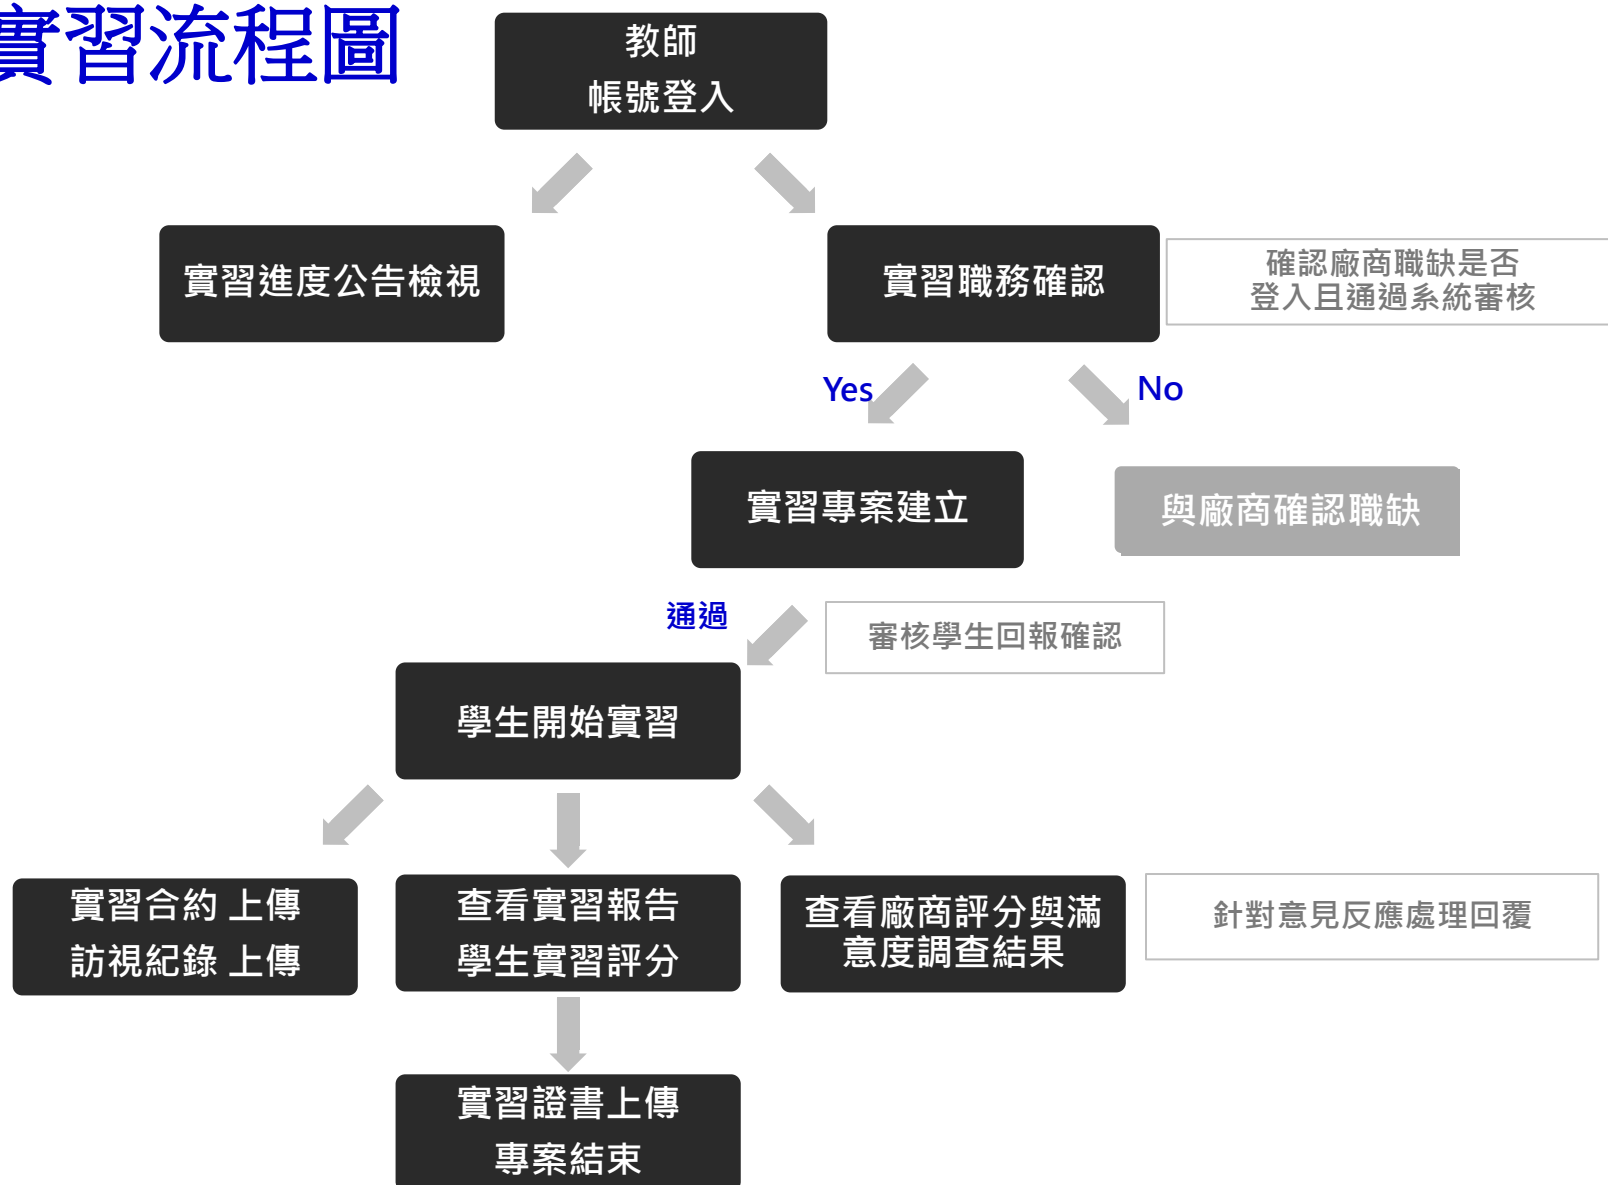 實習流程圖
教師
帳號登入
實習進度公告檢視
實習職務確認
確認廠商職缺是否
登入且通過系統審核
Yes
No
實習專案建立
與廠商確認職缺
通過
審核學生回報確認
學生開始實習
實習合約 上傳
訪視紀錄 上傳
查看實習報告
學生實習評分
查看廠商評分與滿
意度調查結果
針對意見反應處理回覆
實習證書上傳
專案結束